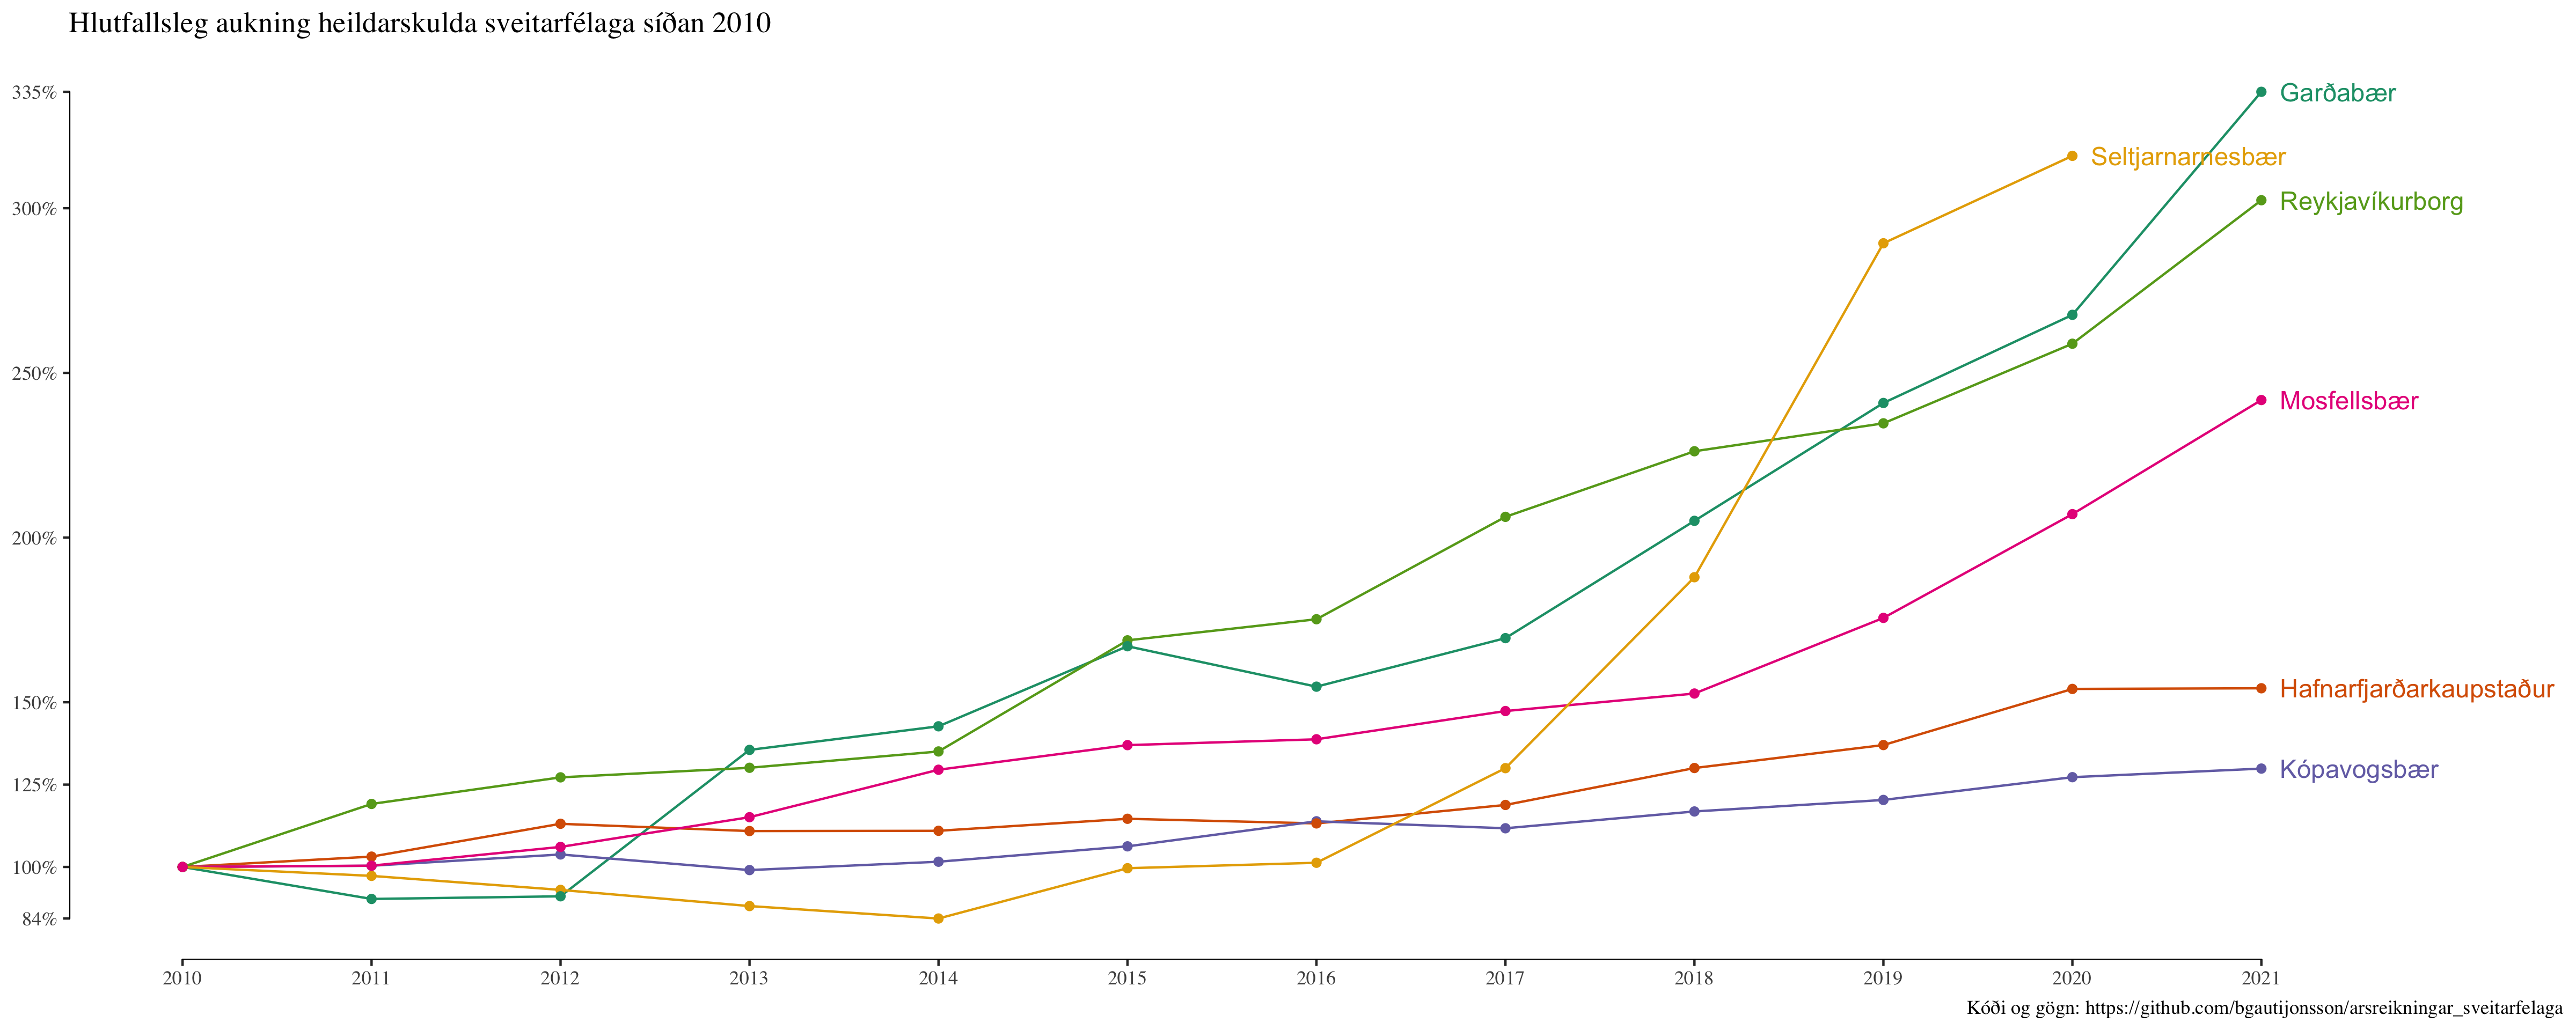 Hlutfallsleg aukning heildarskulda sveitarfélaga síðan 2010
335%
300%
250%
200%
150%
125%
100%
84%
Garðabær
Seltjarnarnesbær
Reykjavíkurborg
Mosfellsbær
Hafnarfjarðarkaupstaður
Kópavogsbær
2010 2011 2012 2013 2014 2015 2016 2017 2018 2019 2020 2021
Kóði og gögn: https://github.com/bgautijonsson/arsreikningar_sveitarfelaga